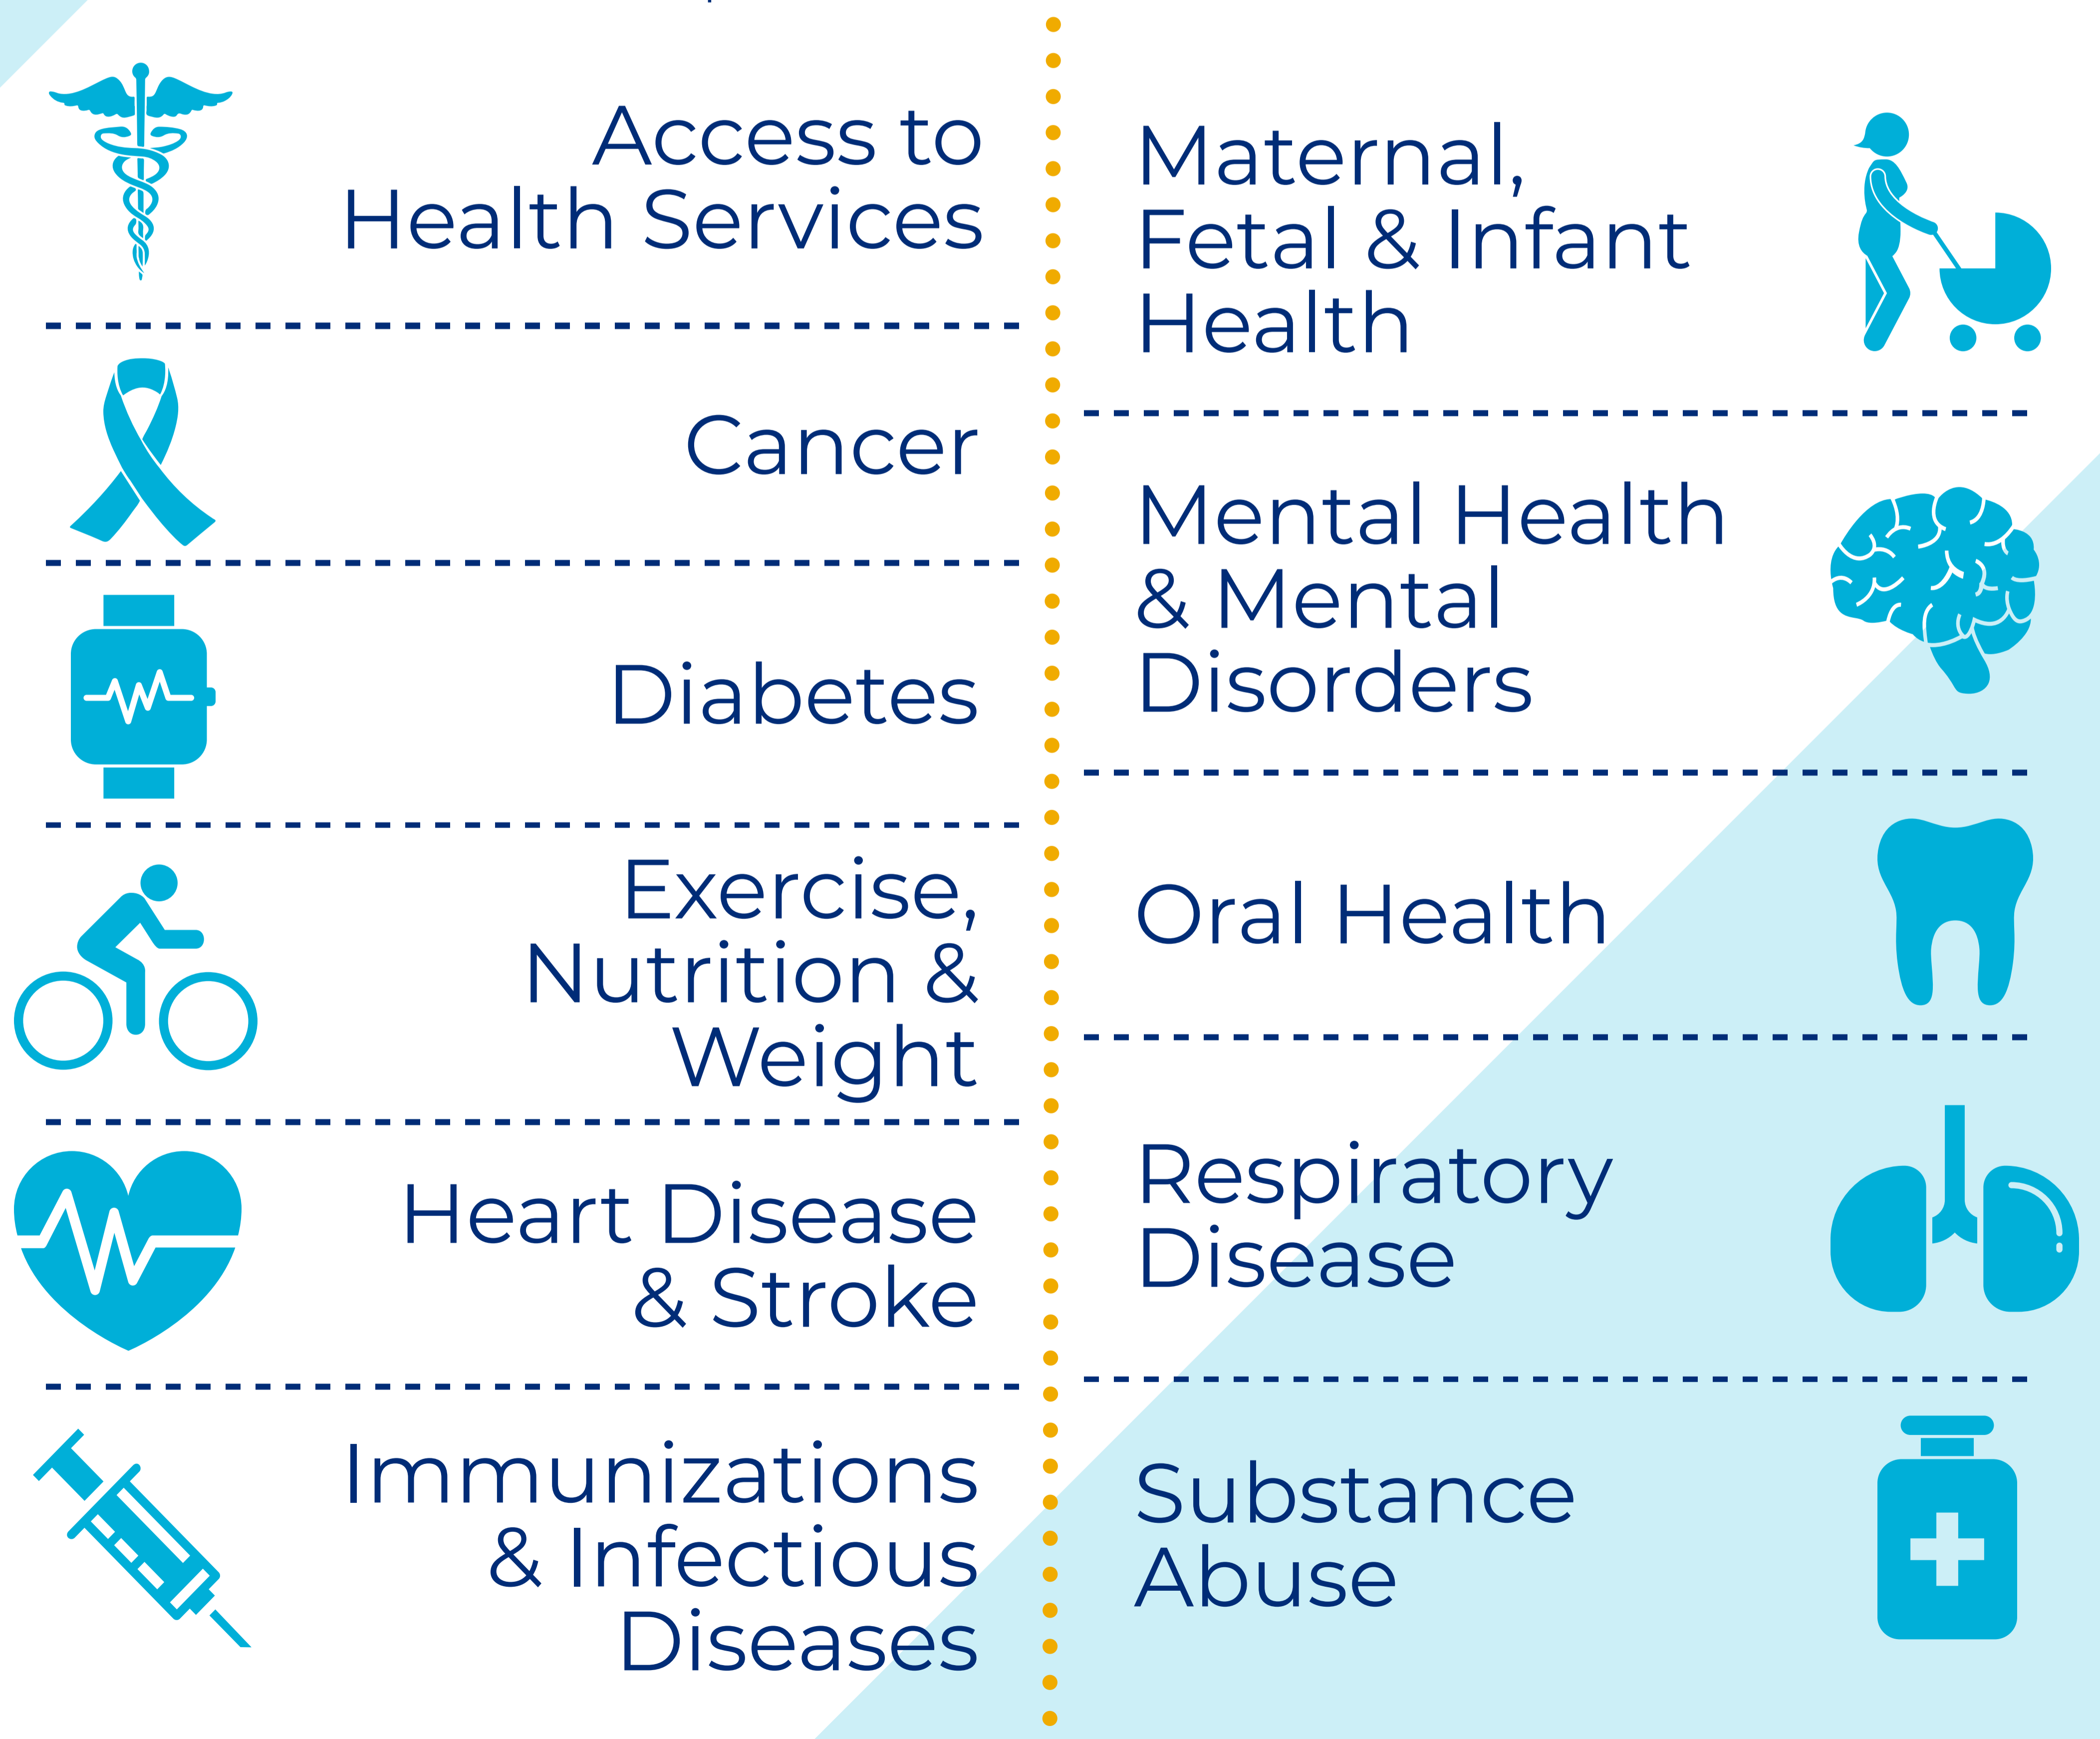 Access to
Health Services
Cancer
Diabetes
Exercise,
Nutrition &
Weight
Heart Disease
& Stroke
Immunizations
& Infectious
Diseases
Maternal,
Fetal & Infant
Health
Mental Health
& Mental
Disorders
Oral Health
Respiratory
Disease
Substance
Abuse